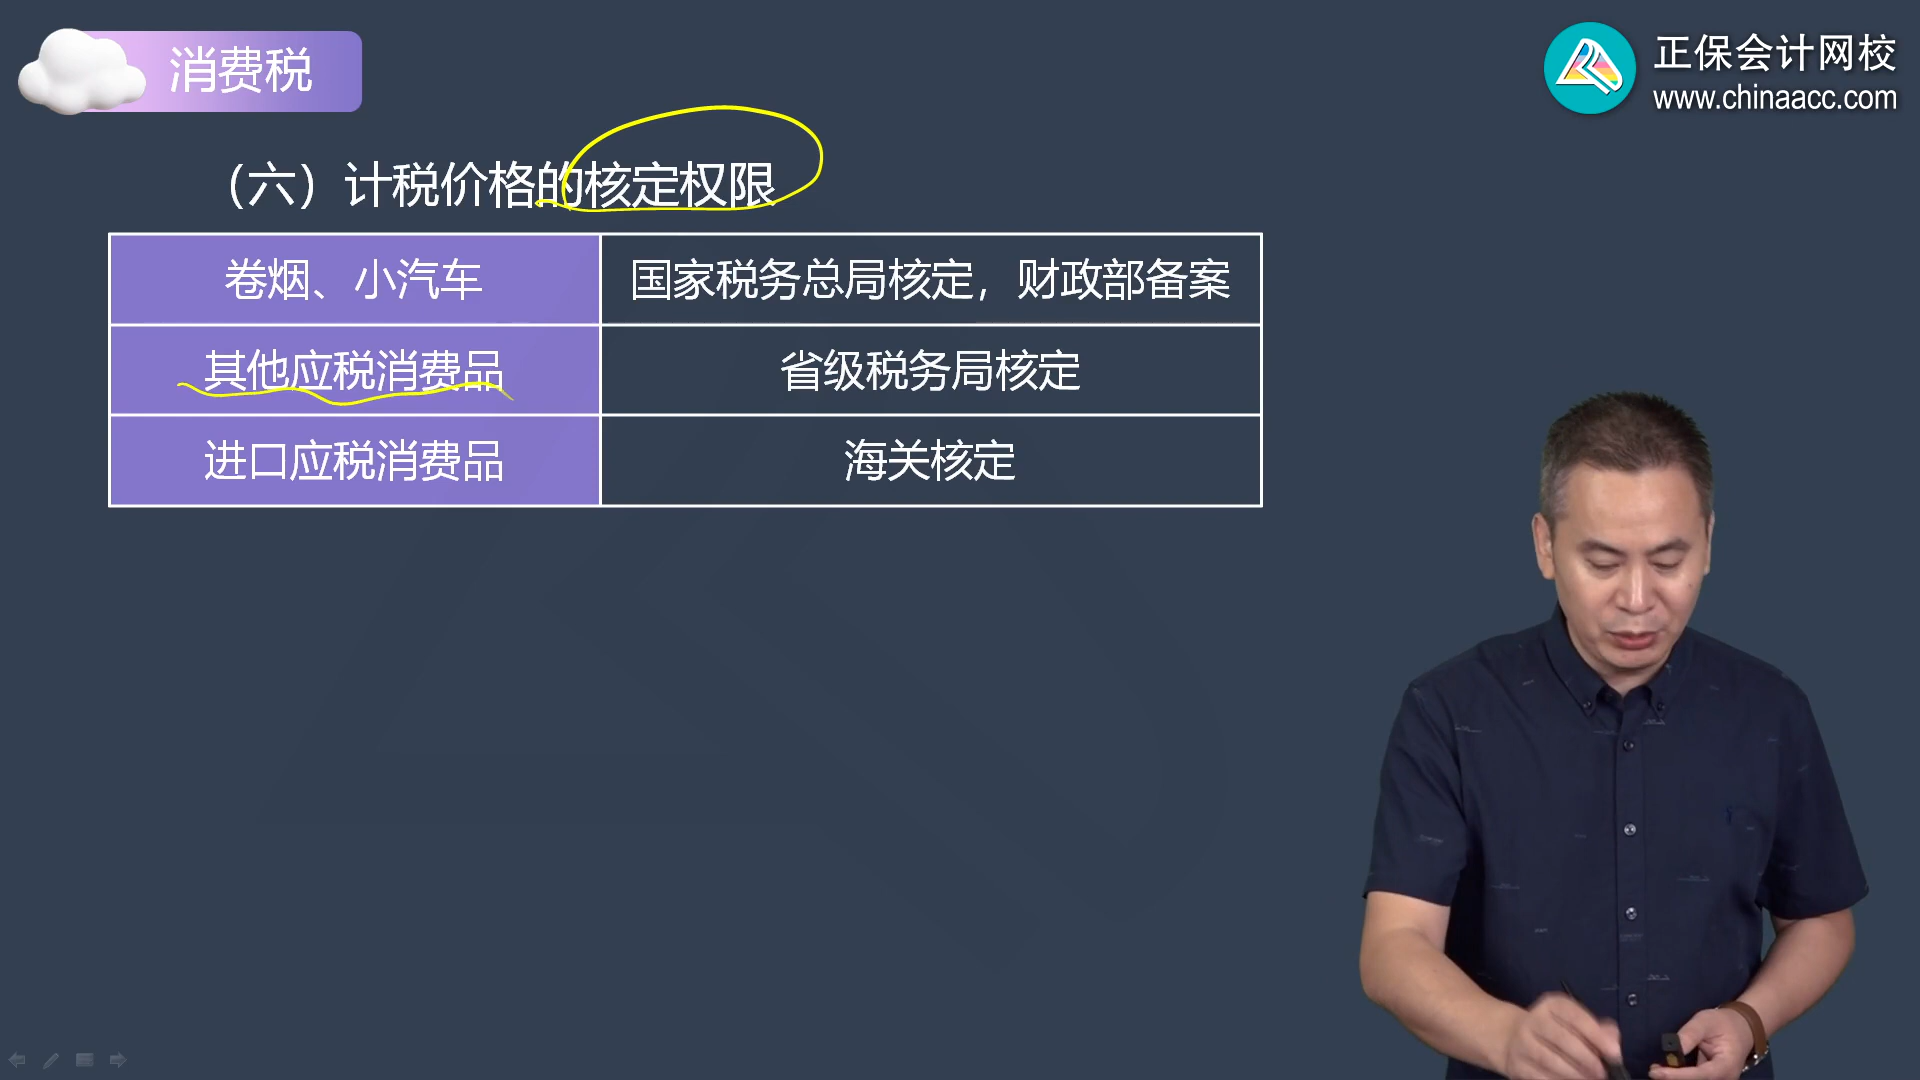 消费税
正保会计网校
www.chinaacc.com
（六）计税价格的核定权限
卷烟、小汽车 国家税务总局核定，财政部备案
其他应税消费品 省级税务局核定
进口应税消费品 海关核定